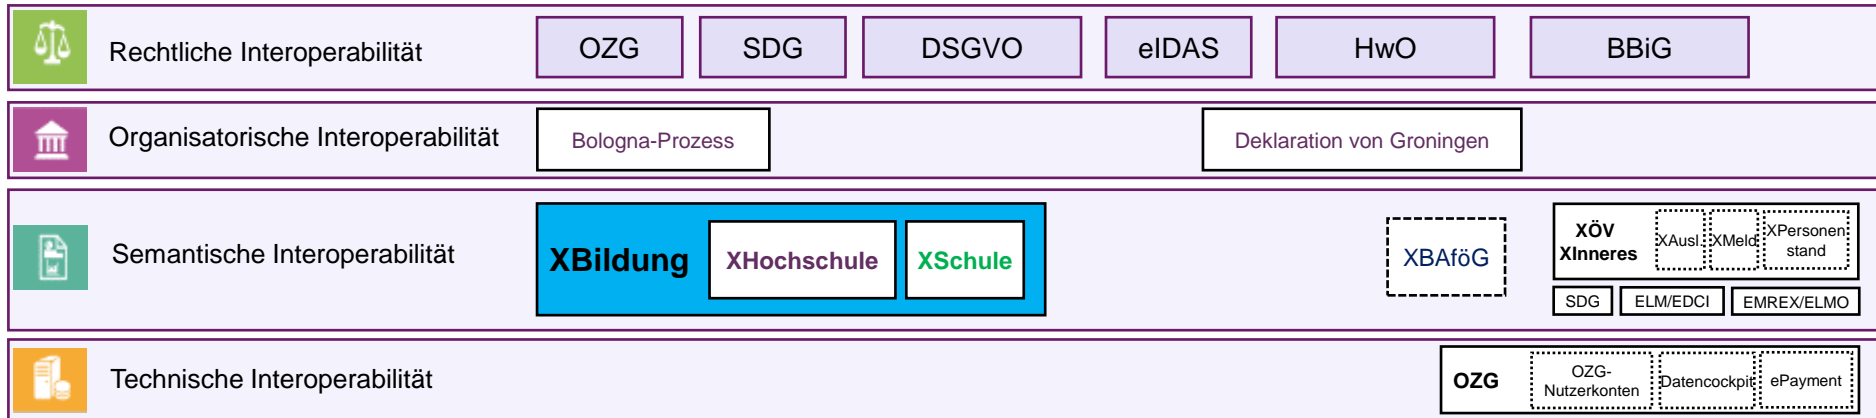 Rechtliche Interoperabilität
OZG
SDG
DSGVO
eIDAS
HwO
BBiG
Organisatorische Interoperabilität
Bologna-Prozess
Deklaration von Groningen
Semantische Interoperabilität
XBildung
XHochschule
XSchule
XBAföG
XÖV
XInneres
XAusl.
XMeld
XPersonen
stand
SDG
ELM/EDCI
EMREX/ELMO
Technische Interoperabilität
OZG
OZG-
Nutzerkonten
Datencockpit
ePayment